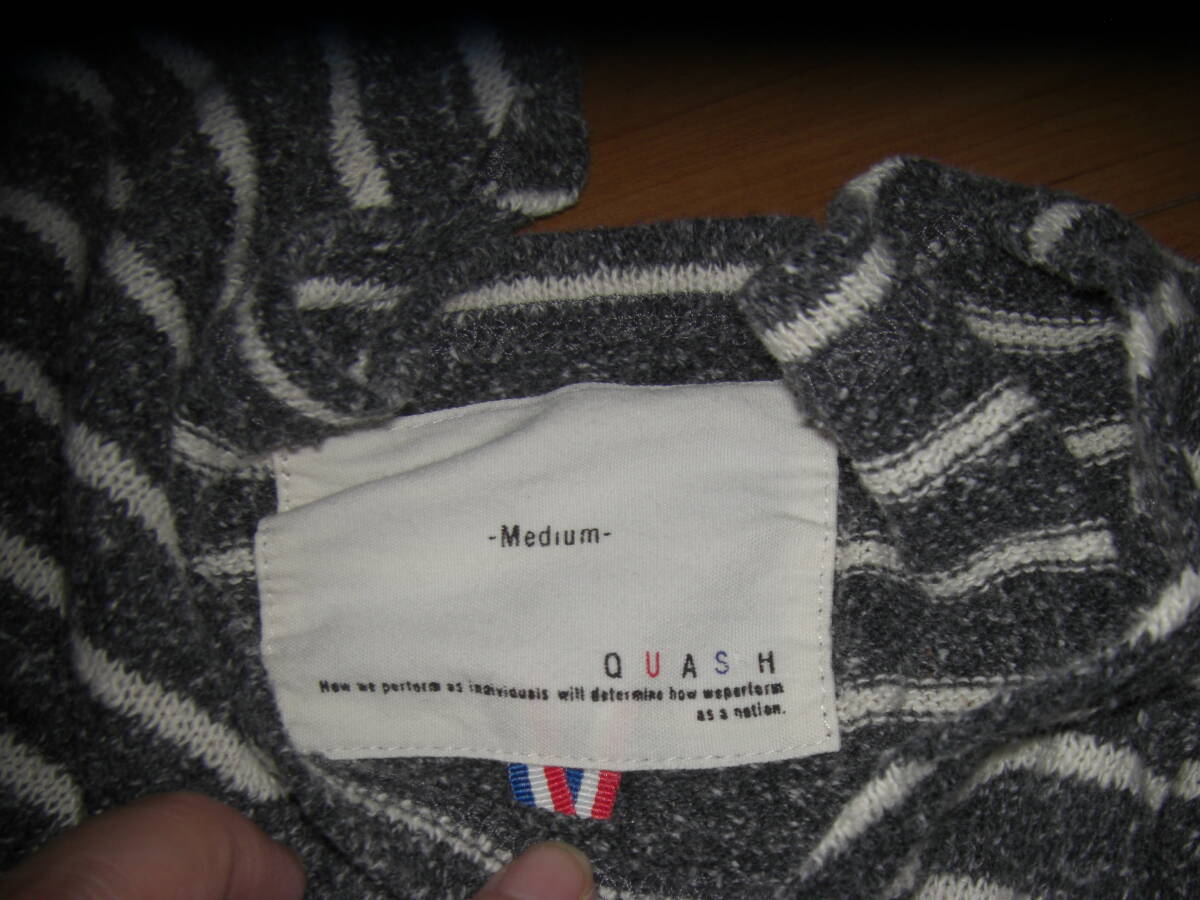 -Medium-
QUASH
How we perform as individuals will determine how weperform
as a nation.